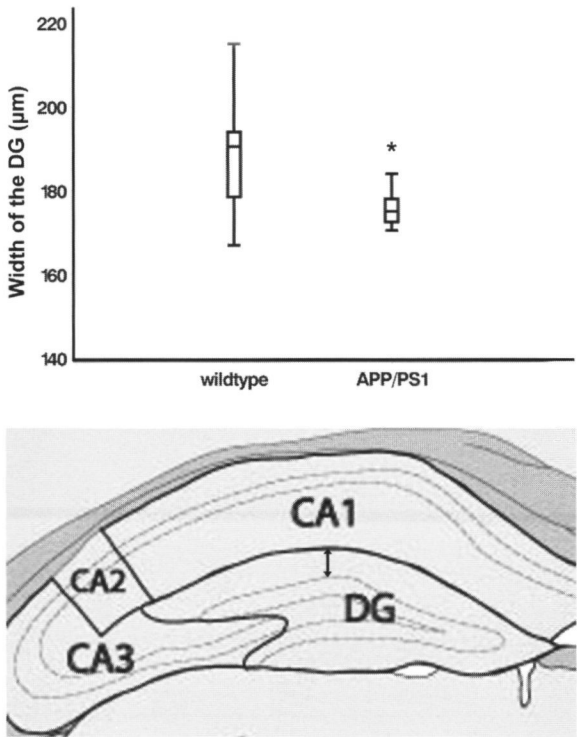 220
200
180
160
140
Width of the DG (µm)
*
wildtype
APP/PS1
CA1
CA2
DG
CA3